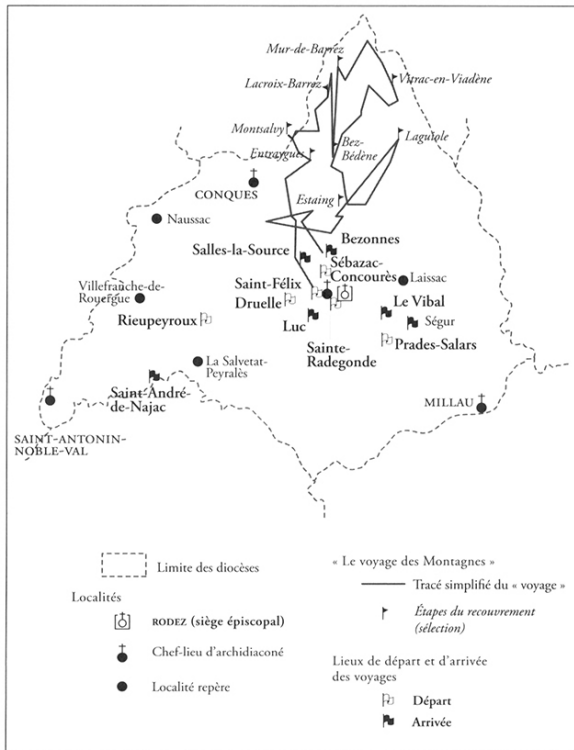 Mur-de-Barrez
Lacroix-Barrez
Vitrac-en-Viadène
Montsalvy
Laguiole
Entraygues
Bez-
Bédène
CONQUES
Estaing
Naussac
Bezonnes
Salles-la-Source
Sébazac-
Concourès
Laissac
Villefranche-de-
Rouergue
Saint-Félix
Druelle
Le Vibal
Rieupeyroux
Luc
Ségur
Sainte-
Radegonde
Prades-Salars
La Salvetat-
Peyralès
Saint-André-
de-Najac
MILLAU
SAINT-ANTONIN-
NOBLE-VAL
Limite des diocèses
Localités
RODEZ (siège épiscopal)
Chef-lieu d'archidiaconé
Localité repère
« Le voyage des Montagnes »
Tracé simplifié du « voyage »
Étapes du recouvrement
(sélection)
Lieux de départ et d'arrivée
des voyages
Départ
Arrivée